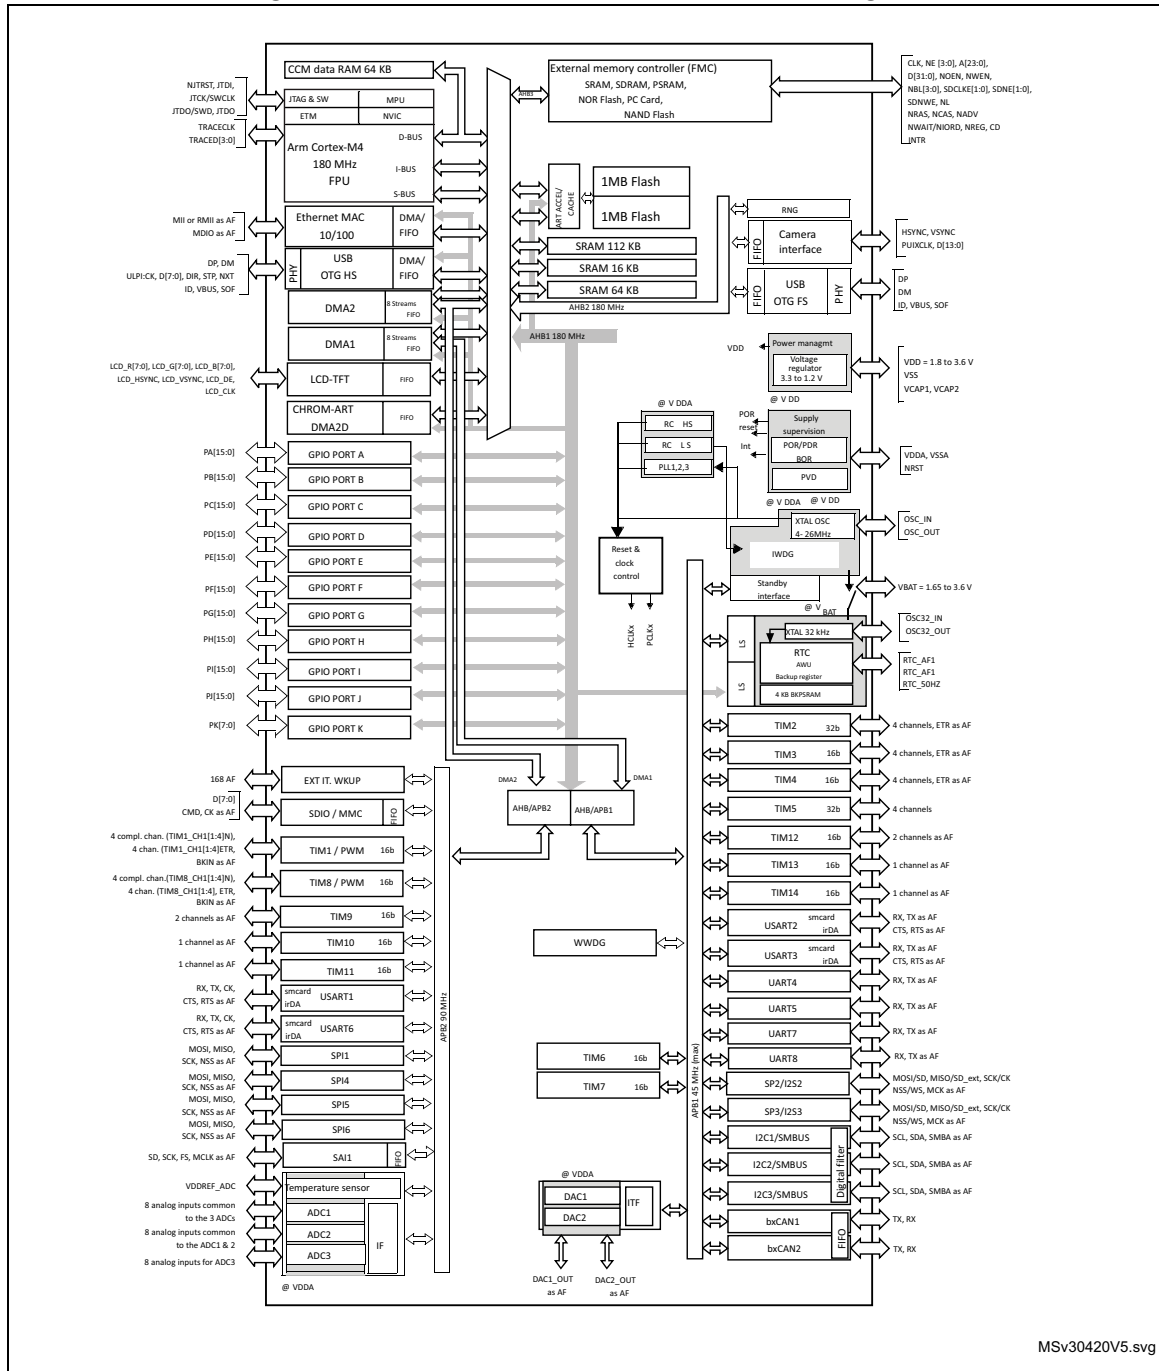 CCM data RAM 64 KB
External memory controller (FMC)
SRAM, SDRAM, PSRAM,
NOR Flash, PC Card,
NAND Flash
AHB3
CLK, NE [3:0], A[23:0],
D[31:0], NOEN, NWEN,
NBL[3:0], SDCLKE[1:0], SDNE[1:0],
SDNWE, NL
NRAS, NCAS, NADV
NWAIT/NIORD, NREG, CD
INTR
NJTRST, JTDI,
JTCK/SWCLK
JTDO/SWD, JTDO
TRACECLK
TRACED[3:0]
JTAG & SW
MPU
ETM
NVIC
Arm Cortex-M4
180 MHz
FPU
D-BUS
I-BUS
S-BUS
ART ACCEL/
CACHE
1MB Flash
1MB Flash
MII or RMII as AF
MDIO as AF
Ethernet MAC
10/100
DMA/
FIFO
SRAM 112 KB
SRAM 16 KB
SRAM 64 KB
AHB2 180 MHz
RNG
FIFO
Camera
interface
HSYNC, VSYNC
PUIXCLK, D[13:0]
DP, DM
ULPI:CK, D[7:0], DIR, STP, NXT
ID, VBUS, SOF
PHY
USB
OTG HS
DMA/
FIFO
FIFO
USB
OTG FS
PHY
DP
DM
ID, VBUS, SOF
DMA2
8 Streams
FIFO
DMA1
8 Streams
FIFO
AHB1 180 MHz
VDD
Power managmt
Voltage
regulator
3.3 to 1.2 V
VDD = 1.8 to 3.6 V
VSS
VCAP1, VCAP2
LCD_R[7:0], LCD_G[7:0], LCD_B[7:0],
LCD_HSYNC, LCD_VSYNC, LCD_DE,
LCD_CLK
LCD-TFT
FIFO
CHROM-ART
DMA2D
FIFO
@ V DDA
RC HS
RC L S
PLL1,2,3
@ V DD
POR
reset
Int
Supply
supervision
POR/PDR
BOR
PVD
VDDA, VSSA
NRST
@ V DDA
@ V DD
PA[15:0]
GPIO PORT A
PB[15:0]
GPIO PORT B
PC[15:0]
GPIO PORT C
PD[15:0]
GPIO PORT D
PE[15:0]
GPIO PORT E
PF[15:0]
GPIO PORT F
PG[15:0]
GPIO PORT G
PH[15:0]
GPIO PORT H
PI[15:0]
GPIO PORT I
PJ[15:0]
GPIO PORT J
PK[7:0]
GPIO PORT K
Reset &
clock
control
HCLKx
PCLKx
XTAL OSC
4- 26MHz
IWDG
OSC_IN
OSC_OUT
Standby
interface
VBAT = 1.65 to 3.6 V
@ V BAT
LS
LS
XTAL 32 kHz
RTC
AWU
Backup register
4 KB BKPSRAM
OSC32_IN
OSC32_OUT
RTC_AF1
RTC_AF1
RTC_50HZ
DMA2
DMA1
AHB/APB2
AHB/APB1
168 AF
EXT IT. WKUP
D[7:0]
CMD, CK as AF
SDIO / MMC
FIFO
4 compl. chan. (TIM1_CH1[1:4]N),
4 chan. (TIM1_CH1[1:4]ETR,
BKIN as AF
TIM1 / PWM
16b
4 compl. chan.(TIM8_CH1[1:4]N),
4 chan. (TIM8_CH1[1:4], ETR,
BKIN as AF
TIM8 / PWM
16b
2 channels as AF
TIM9
16b
1 channel as AF
TIM10
16b
1 channel as AF
TIM11
16b
RX, TX, CK,
CTS, RTS as AF
smcard
irDA
USART1
RX, TX, CK,
CTS, RTS as AF
smcard
irDA
USART6
MOSI, MISO,
SCK, NSS as AF
SPI1
MOSI, MISO,
SCK, NSS as AF
SPI4
MOSI, MISO,
SCK, NSS as AF
SPI5
MOSI, MISO,
SCK, NSS as AF
SPI6
SD, SCK, FS, MCLK as AF
SAI1
FIFO
VDDREF_ADC
Temperature sensor
8 analog inputs common
to the 3 ADCs
ADC1
8 analog inputs common
to the ADC1 & 2
ADC2
8 analog inputs for ADC3
ADC3
IF
@ VDDA
APB2 90 MHz
WWDG
TIM6
16b
TIM7
16b
@ VDDA
DAC1
DAC2
ITF
DAC1_OUT
as AF
DAC2_OUT
as AF
APB1 45 MHz (max)
TIM2
32b
4 channels, ETR as AF
TIM3
16b
4 channels, ETR as AF
TIM4
16b
4 channels, ETR as AF
TIM5
32b
4 channels
TIM12
16b
2 channels as AF
TIM13
16b
1 channel as AF
TIM14
16b
1 channel as AF
USART2
smcard
irDA
RX, TX as AF
CTS, RTS as AF
USART3
smcard
irDA
RX, TX as AF
CTS, RTS as AF
UART4
RX, TX as AF
UART5
RX, TX as AF
UART7
RX, TX as AF
UART8
RX, TX as AF
SP2/I2S2
MOSI/SD, MISO/SD_ext, SCK/CK
NSS/WS, MCK as AF
SP3/I2S3
MOSI/SD, MISO/SD_ext, SCK/CK
NSS/WS, MCK as AF
I2C1/SMBUS
SCL, SDA, SMBA as AF
I2C2/SMBUS
SCL, SDA, SMBA as AF
I2C3/SMBUS
SCL, SDA, SMBA as AF
Digital filter
bxCAN1
TX, RX
bxCAN2
TX, RX
FIFO
MSv30420V5.svg